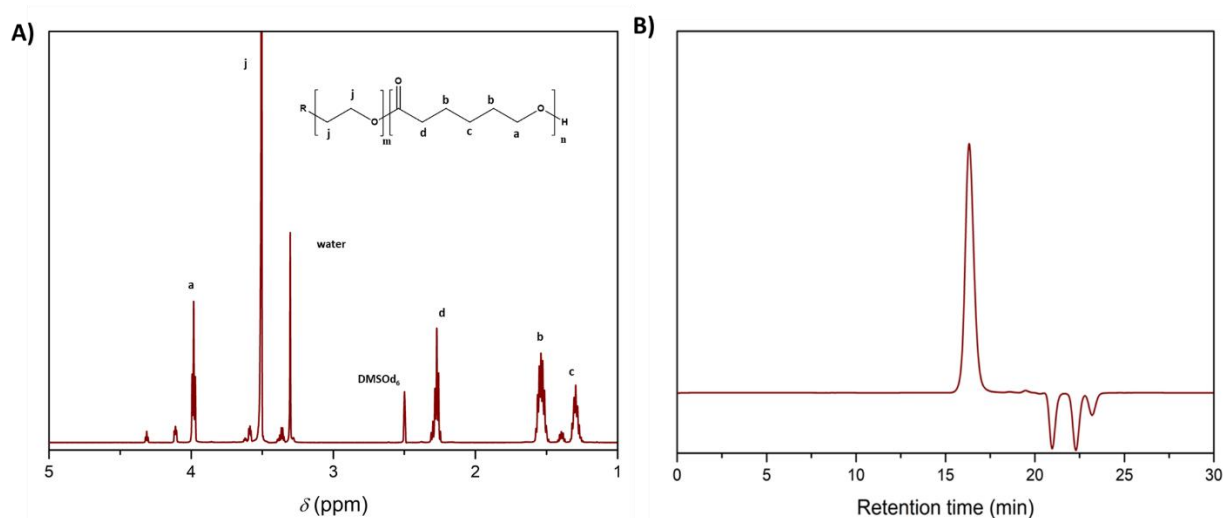 A)
j
O
j
b
b
R
O
O
H
j
d
c
a
m
n
water
a
d
b
DMSOd6
c
5
4
3
2
1
δ (ppm)
B)
0
5
10
15
20
25
30
Retention time (min)